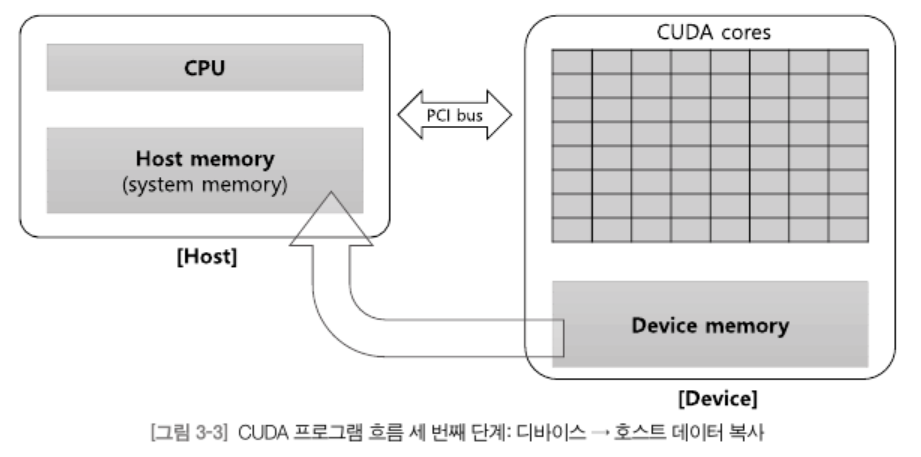 CPU
Host memory
(system memory)
[Host]
PCI bus
CUDA cores
Device memory
[Device]
[그림 3-3] CUDA 프로그램 흐름 세 번째 단계: 디바이스 → 호스트 데이터 복사